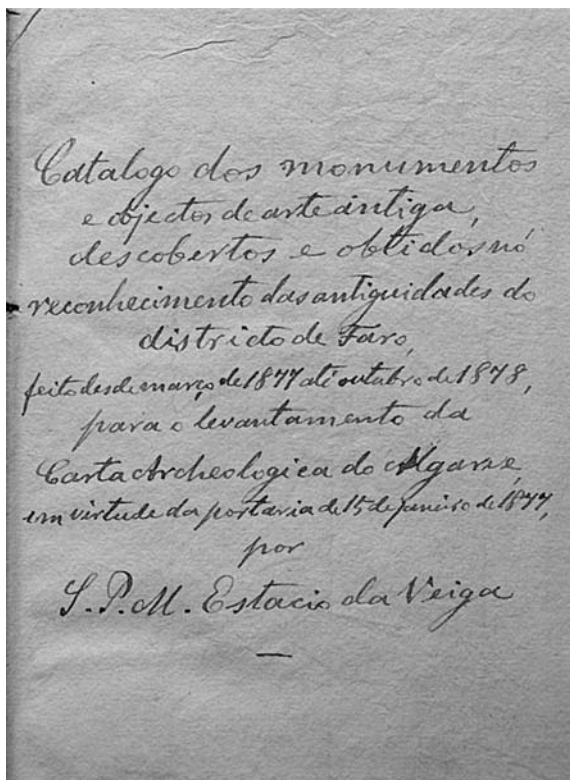 Catalogo dos monumentos
e objectos de arte antiga,
descobertos e obtidos no
reconhecimento das antiguidades do
districto de Faro,
feito desde março de 1877 até outubro de 1878,
para o levantamento da
Carta Archeologica do Algarve,
em virtude da portaria de 15 de janeiro de 1877,
por
S. P. M. Estacio da Veiga
—